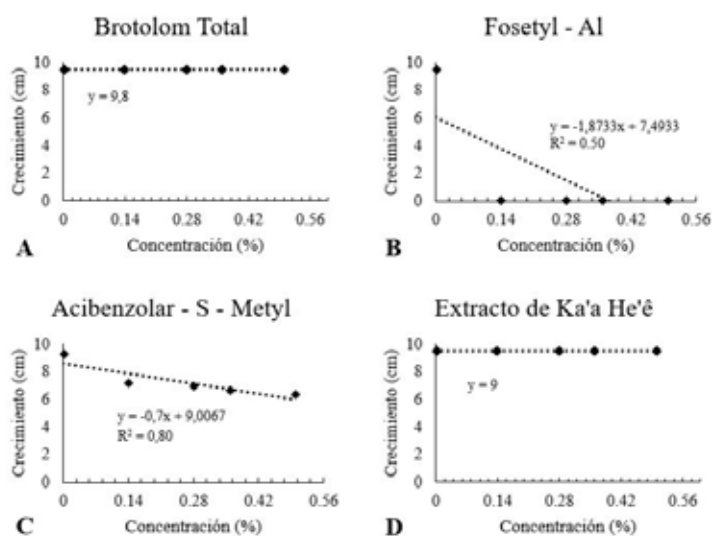 Brotolom Total
Crecimiento (cm)
10
8
6
4
2
0
y = 9,8
0 0.14 0.28 0.42 0.56
Concentración (%)
A
Fosetyl - Al
Crecimiento (cm)
10
8
6
4
2
0
y = -1,8733x + 7,4933
R² = 0.50
0 0.14 0.28 0.42 0.56
Concentración (%)
B
Acibenzolar - S - Metyl
Crecimiento (cm)
10
8
6
4
2
0
y = -0,7x + 9,0067
R² = 0,80
0 0.14 0.28 0.42 0.56
Concentración (%)
C
Extracto de Ka'a He'ê
Crecimiento (cm)
10
8
6
4
2
0
y = 9
0 0.14 0.28 0.42 0.56
Concentración (%)
D